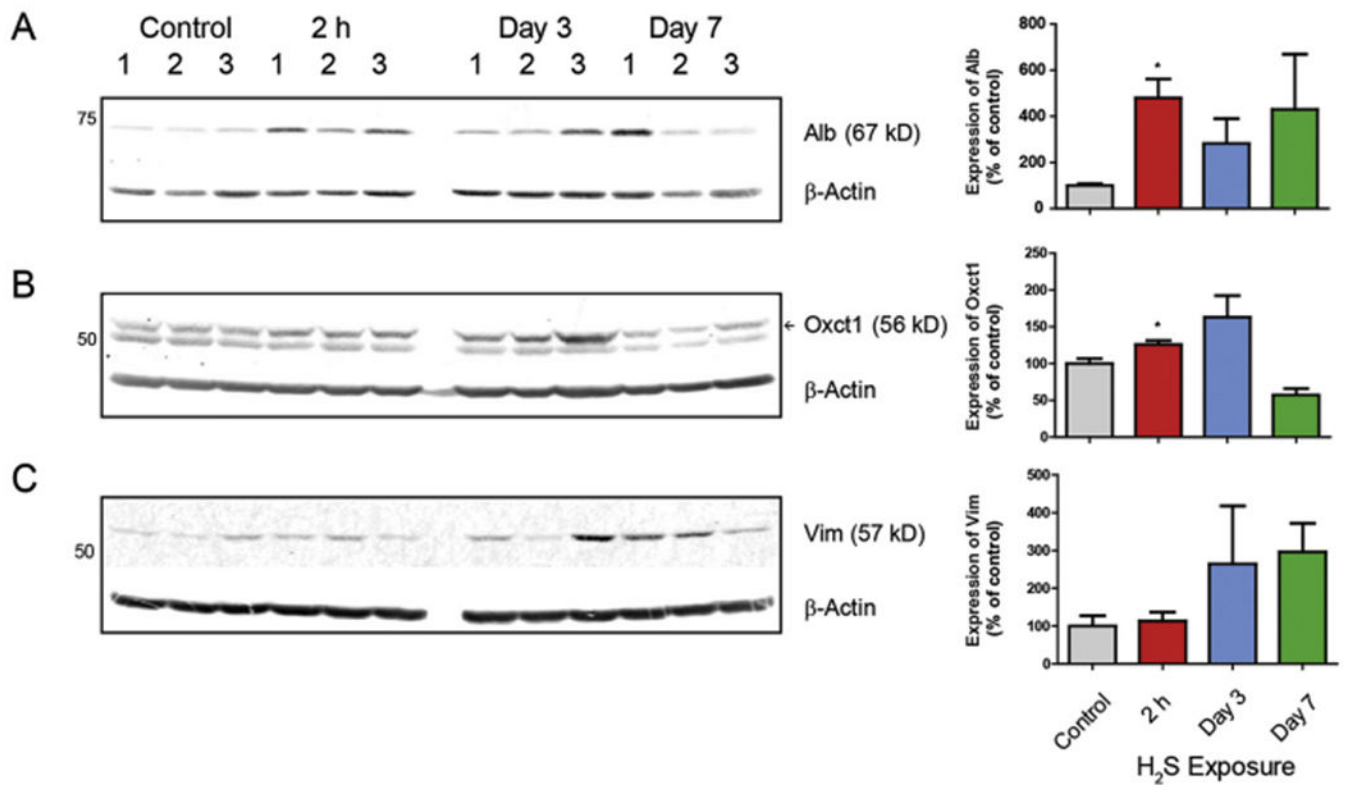 A
Control 2 h Day 3 Day 7
1 2 3 1 2 3 1 2 3 1 2 3
75
Alb (67 kD)
β-Actin
Expression of Alb
(% of control)
800
600
400
200
0
*
B
50
← Oxct1 (56 kD)
β-Actin
Expression of Oxct1
(% of control)
250
200
150
100
50
0
*
C
50
Vim (57 kD)
β-Actin
Expression of Vim
(% of control)
500
400
300
200
100
0
Control 2 h Day 3 Day 7
H₂S Exposure